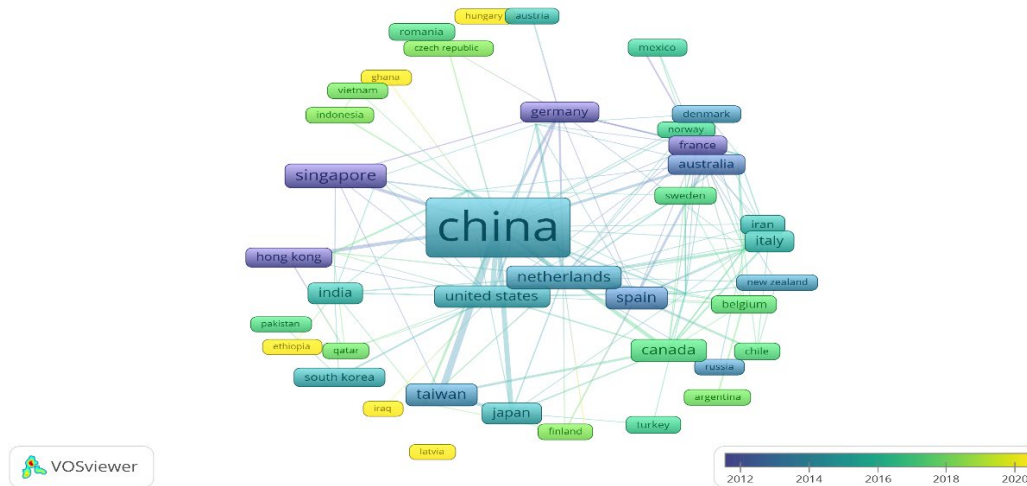 hungary
austria
romania
czech republic
mexico
ghana
vietnam
indonesia
germany
denmark
norway
france
australia
singapore
sweden
china
iran
italy
hong kong
netherlands
new zealand
india
united states
spain
belgium
pakistan
ethiopia
qatar
canada
chile
south korea
russia
taiwan
argentina
iraq
japan
turkey
finland
latvia
VOSviewer
2012 2014 2016 2018 2020